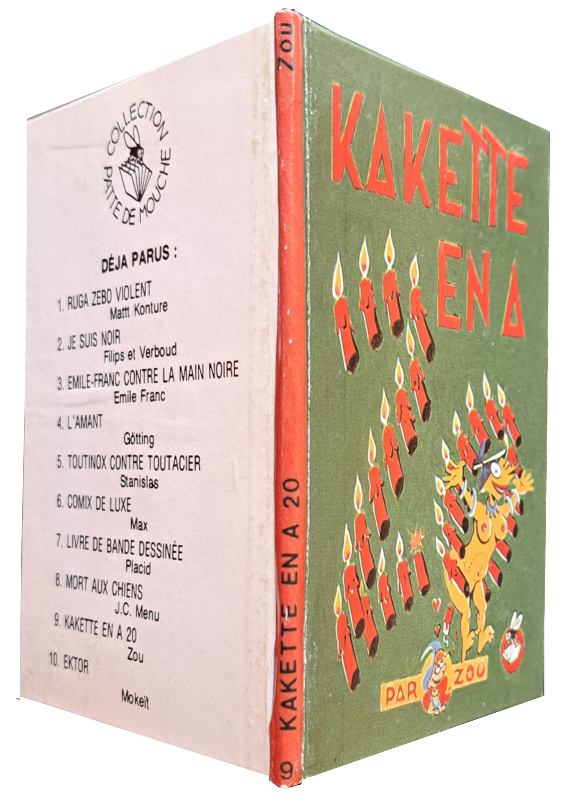 COLLECTION
PATTE DE MOUCHE
DÉJA PARUS :
1. RUGA ZEBO VIOLENT
Mattt Konture
2. JE SUIS NOIR
Filips et Verboud
3. EMILE-FRANC CONTRE LA MAIN NOIRE
Emile Franc
4. L'AMANT
Götting
5. TOUTINOX CONTRE TOUTACIER
Stanislas
6. COMIX DE LUXE
Max
7. LIVRE DE BANDE DESSINÉE
Placid
8. MORT AUX CHIENS
J.C. Menu
9. KAKETTE EN A 20
Zou
10. EKTOR
Mokeït
ZOU
KAKETTE EN A 20
9
KAKETTE
EN A
20
PAR ZOU